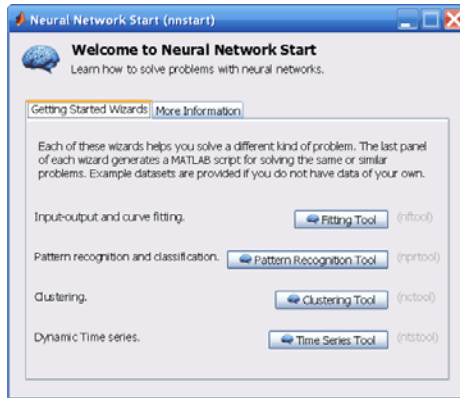 Neural Network Start (nnstart)
Welcome to Neural Network Start
Learn how to solve problems with neural networks.
Getting Started Wizards More Information
Each of these wizards helps you solve a different kind of problem. The last panel
of each wizard generates a MATLAB script for solving the same or similar
problems. Example datasets are provided if you do not have data of your own.
Input-output and curve fitting. Fitting Tool (nftool)
Pattern recognition and classification. Pattern Recognition Tool (nprtool)
Clustering. Clustering Tool (nctool)
Dynamic Time series. Time Series Tool (ntstool)